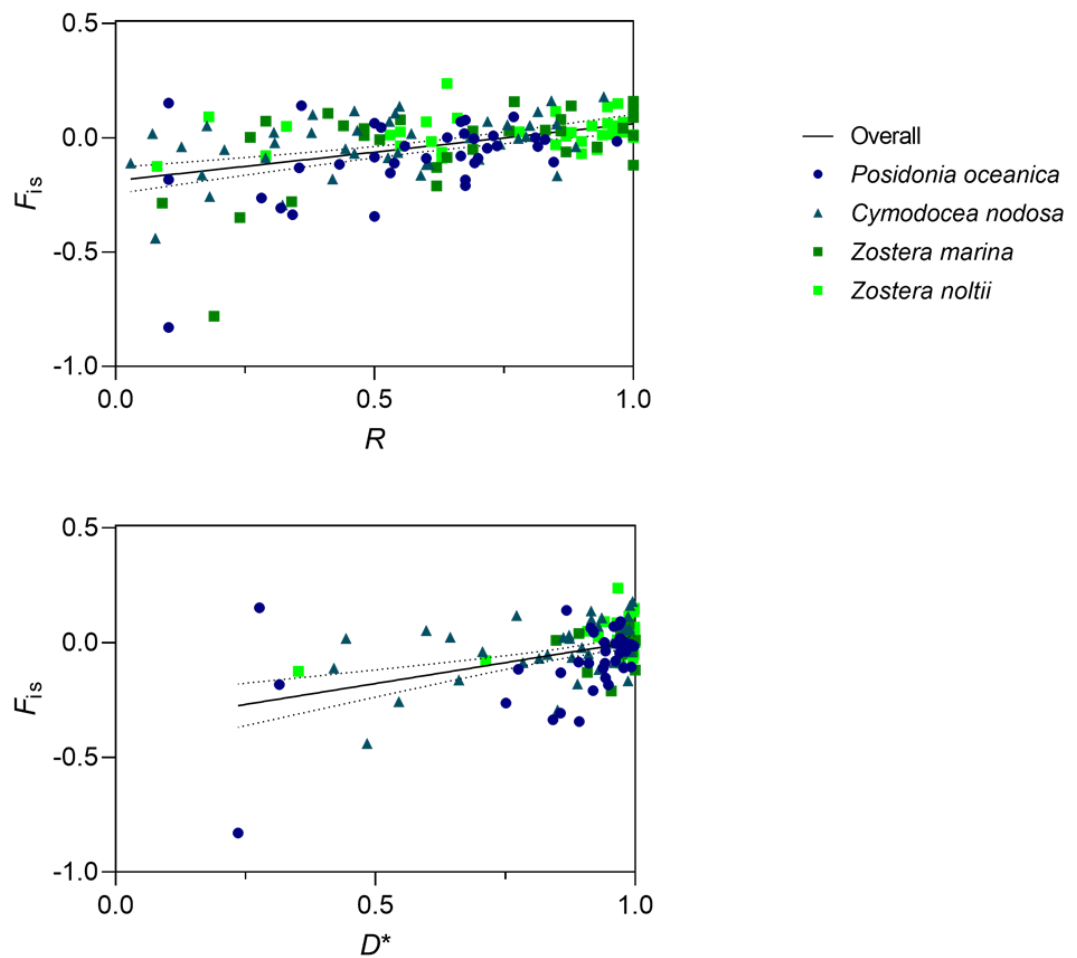 0.5
0.0
-0.5
-1.0
Fis
0.0 0.5 1.0
R
Overall
Posidonia oceanica
Cymodocea nodosa
Zostera marina
Zostera noltii
0.5
0.0
-0.5
-1.0
Fis
0.0 0.5 1.0
D*